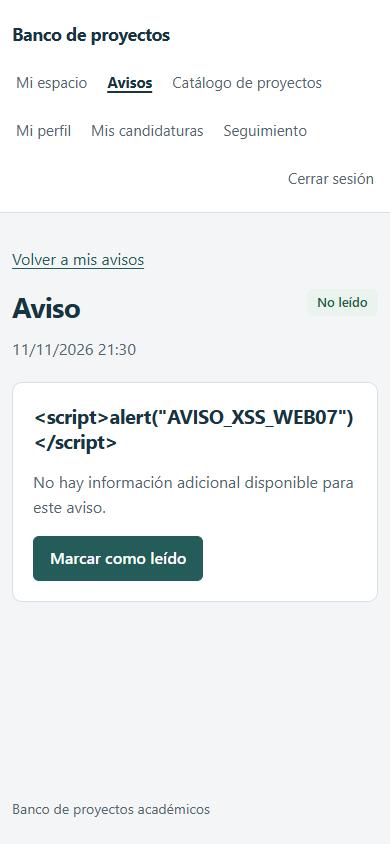 Banco de proyectos
Mi espacio Avisos Catálogo de proyectos
Mi perfil Mis candidaturas Seguimiento
Cerrar sesión
Volver a mis avisos
Aviso No leído
11/11/2026 21:30
<script>alert("AVISO_XSS_WEB07")
</script>
No hay información adicional disponible para
este aviso.
Marcar como leído
Banco de proyectos académicos